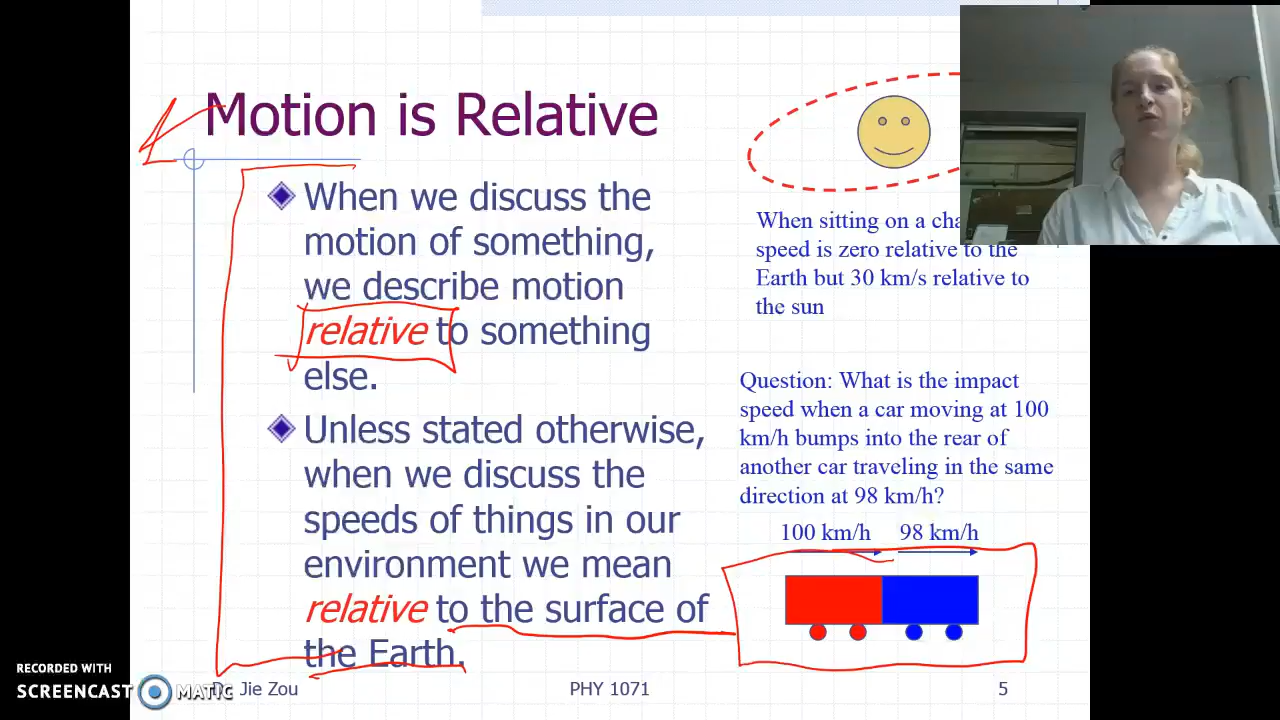 Motion is Relative
When we discuss the
motion of something,
we describe motion
relative to something
else.
Unless stated otherwise,
when we discuss the
speeds of things in our
environment we mean
relative to the surface of
the Earth.
When sitting on a
speed is zero relative to the
Earth but 30 km/s relative to
the sun
Question: What is the impact
speed when a car moving at 100
km/h bumps into the rear of
another car traveling in the same
direction at 98 km/h?
100 km/h 98 km/h
RECORDED WITH
SCREENCAST MATIC
Jie Zou
PHY 1071
5